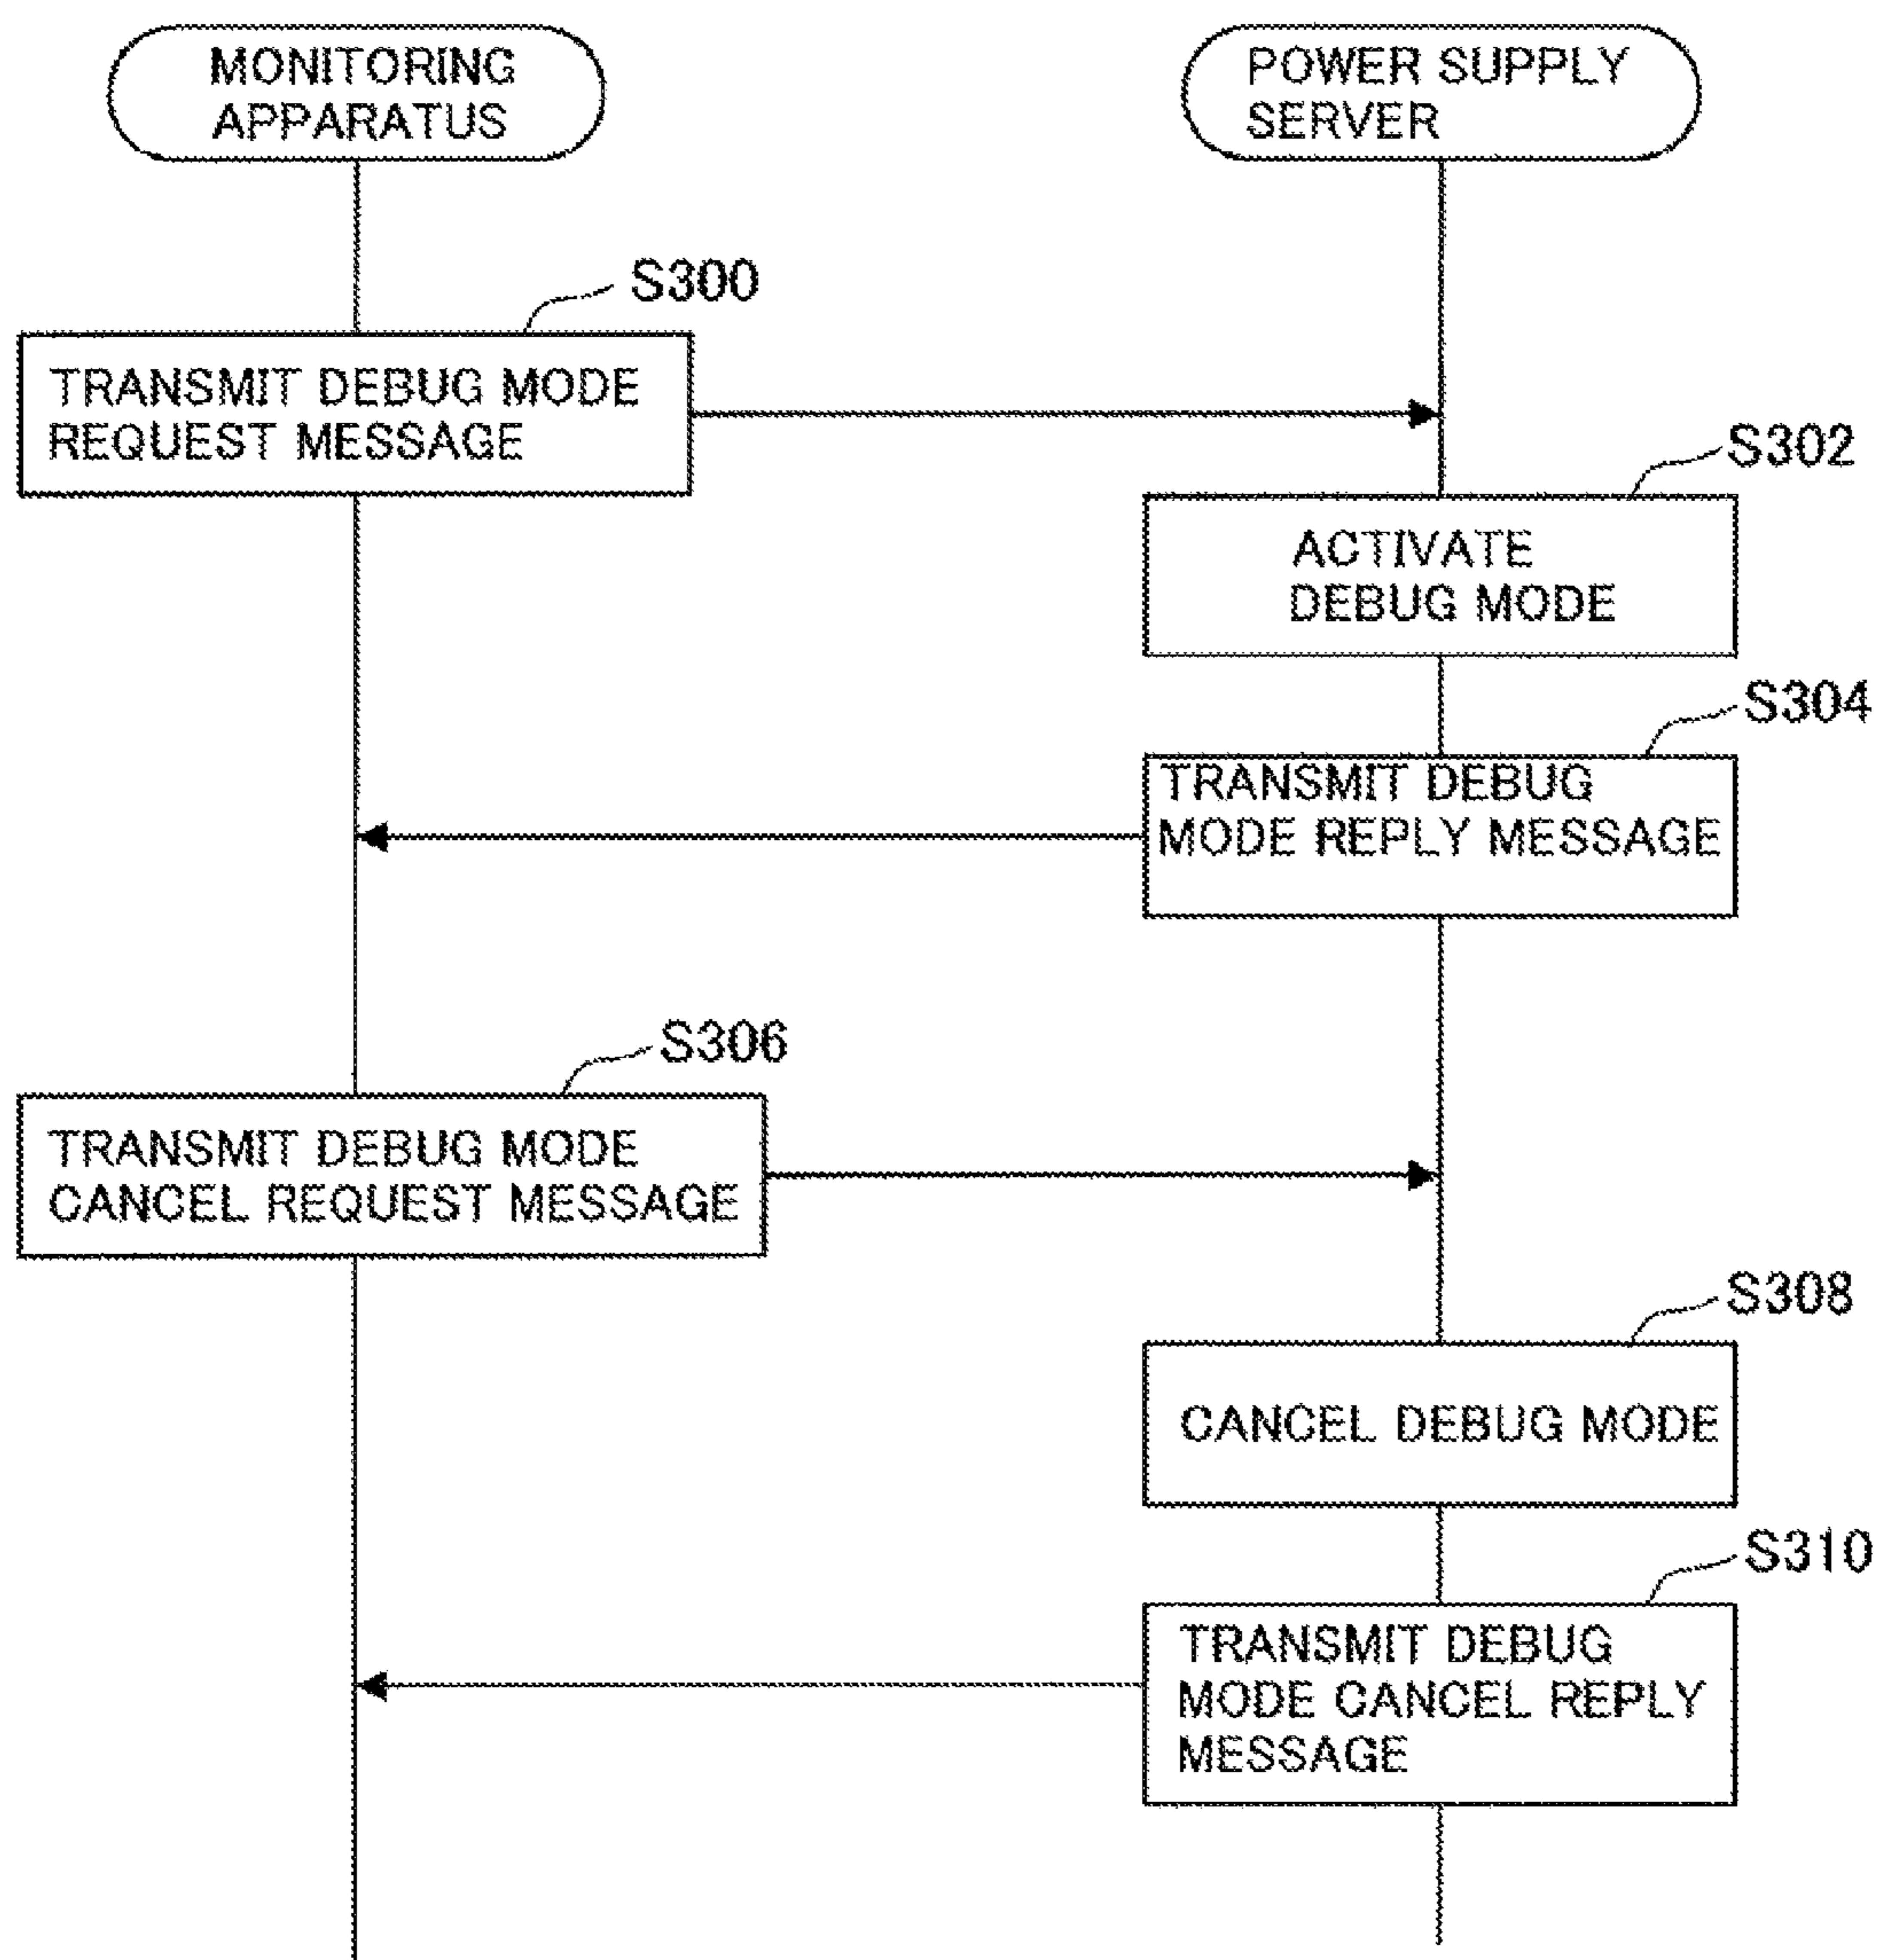 MONITORING
APPARATUS
POWER SUPPLY
SERVER
S300
TRANSMIT DEBUG MODE
REQUEST MESSAGE
S302
ACTIVATE
DEBUG MODE
S304
TRANSMIT DEBUG
MODE REPLY MESSAGE
S306
TRANSMIT DEBUG MODE
CANCEL REQUEST MESSAGE
S308
CANCEL DEBUG MODE
S310
TRANSMIT DEBUG
MODE CANCEL REPLY
MESSAGE